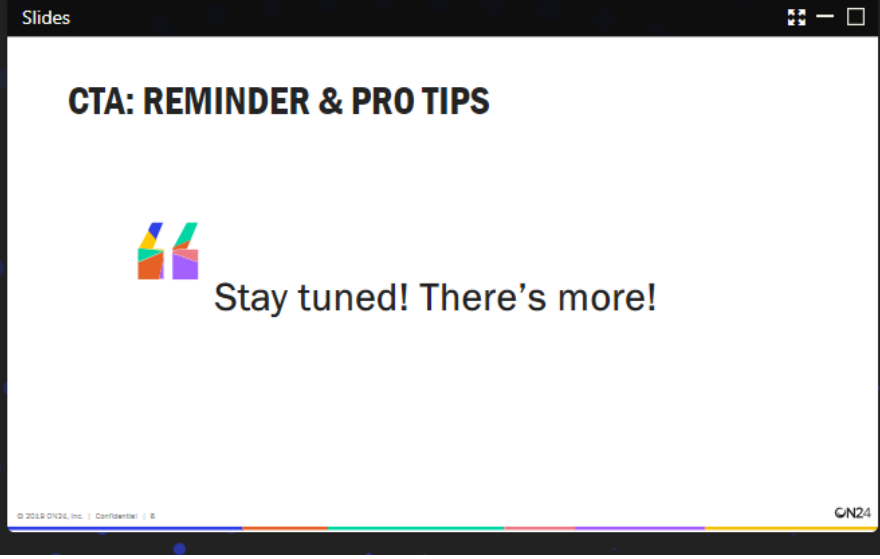 Slides
CTA: REMINDER & PRO TIPS
“
Stay tuned! There’s more!
© 2019 ON24, Inc. | Confidential | 6
ON24